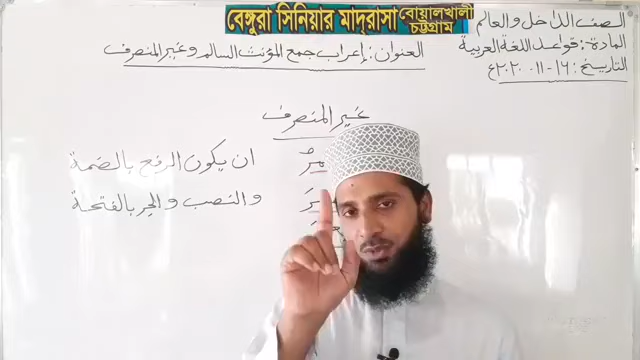 বেঙ্গুরা সিনিয়ার মাদ্রাসা
বোয়ালখালী
চট্টগ্রাম
الصف الداخل والعالم
المادة: قواعد اللغة العربية
التاريخ: ١٦-١١-٢٠٢٠ع
العنوان: إعراب جمع المؤنث السالم وغير المنصرف
غير المنصرف
ان يكون الرفع بالضمة
والنصب والجر بالفتحة